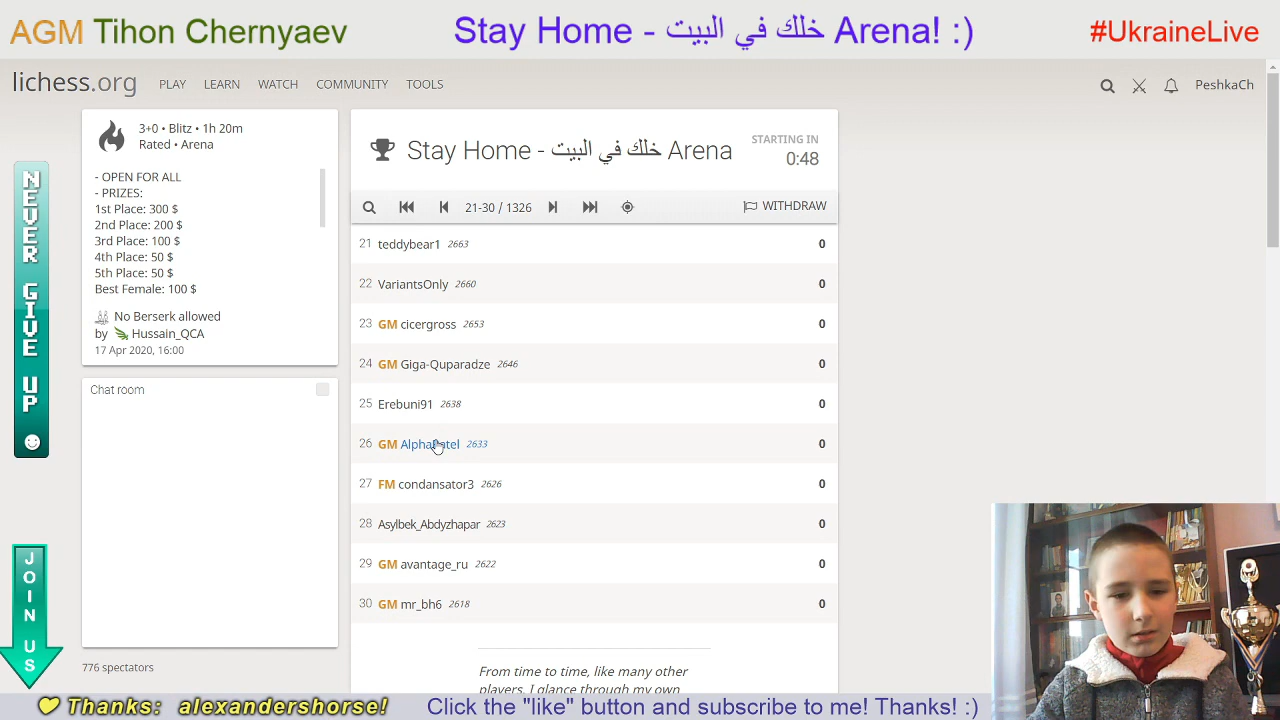 AGM Tihon Chernyaev
Stay Home - خلك في البيت Arena! :)
#UkraineLive
lichess.org
PLAY LEARN WATCH COMMUNITY TOOLS
PeshkaCh
NEVER GIVE UP
JOIN US
3+0 • Blitz • 1h 20m
Rated • Arena
- OPEN FOR ALL
- PRIZES:
1st Place: 300 $
2nd Place: 200 $
3rd Place: 100 $
4th Place: 50 $
5th Place: 50 $
Best Female: 100 $
No Berserk allowed
by Hussain_QCA
17 Apr 2020, 16:00
Chat room
776 spectators
Stay Home - خلك في البيت Arena
STARTING IN
0:48
21-30 / 1326
WITHDRAW
21 teddybear1 2663 0
22 VariantsOnly 2660 0
23 GM cicergross 2653 0
24 GM Giga-Quparadze 2646 0
25 Erebuni91 2638 0
26 GM 2633 0
27 FM condansator3 2626 0
28 Asylbek_Abdyzhapar 2623 0
29 GM avantage_ru 2622 0
30 GM mr_bh6 2618 0
From time to time, like many other
players, I glance through my own
Thanks: alexandershorse!
Click the "like" button and subscribe to me! Thanks! :)